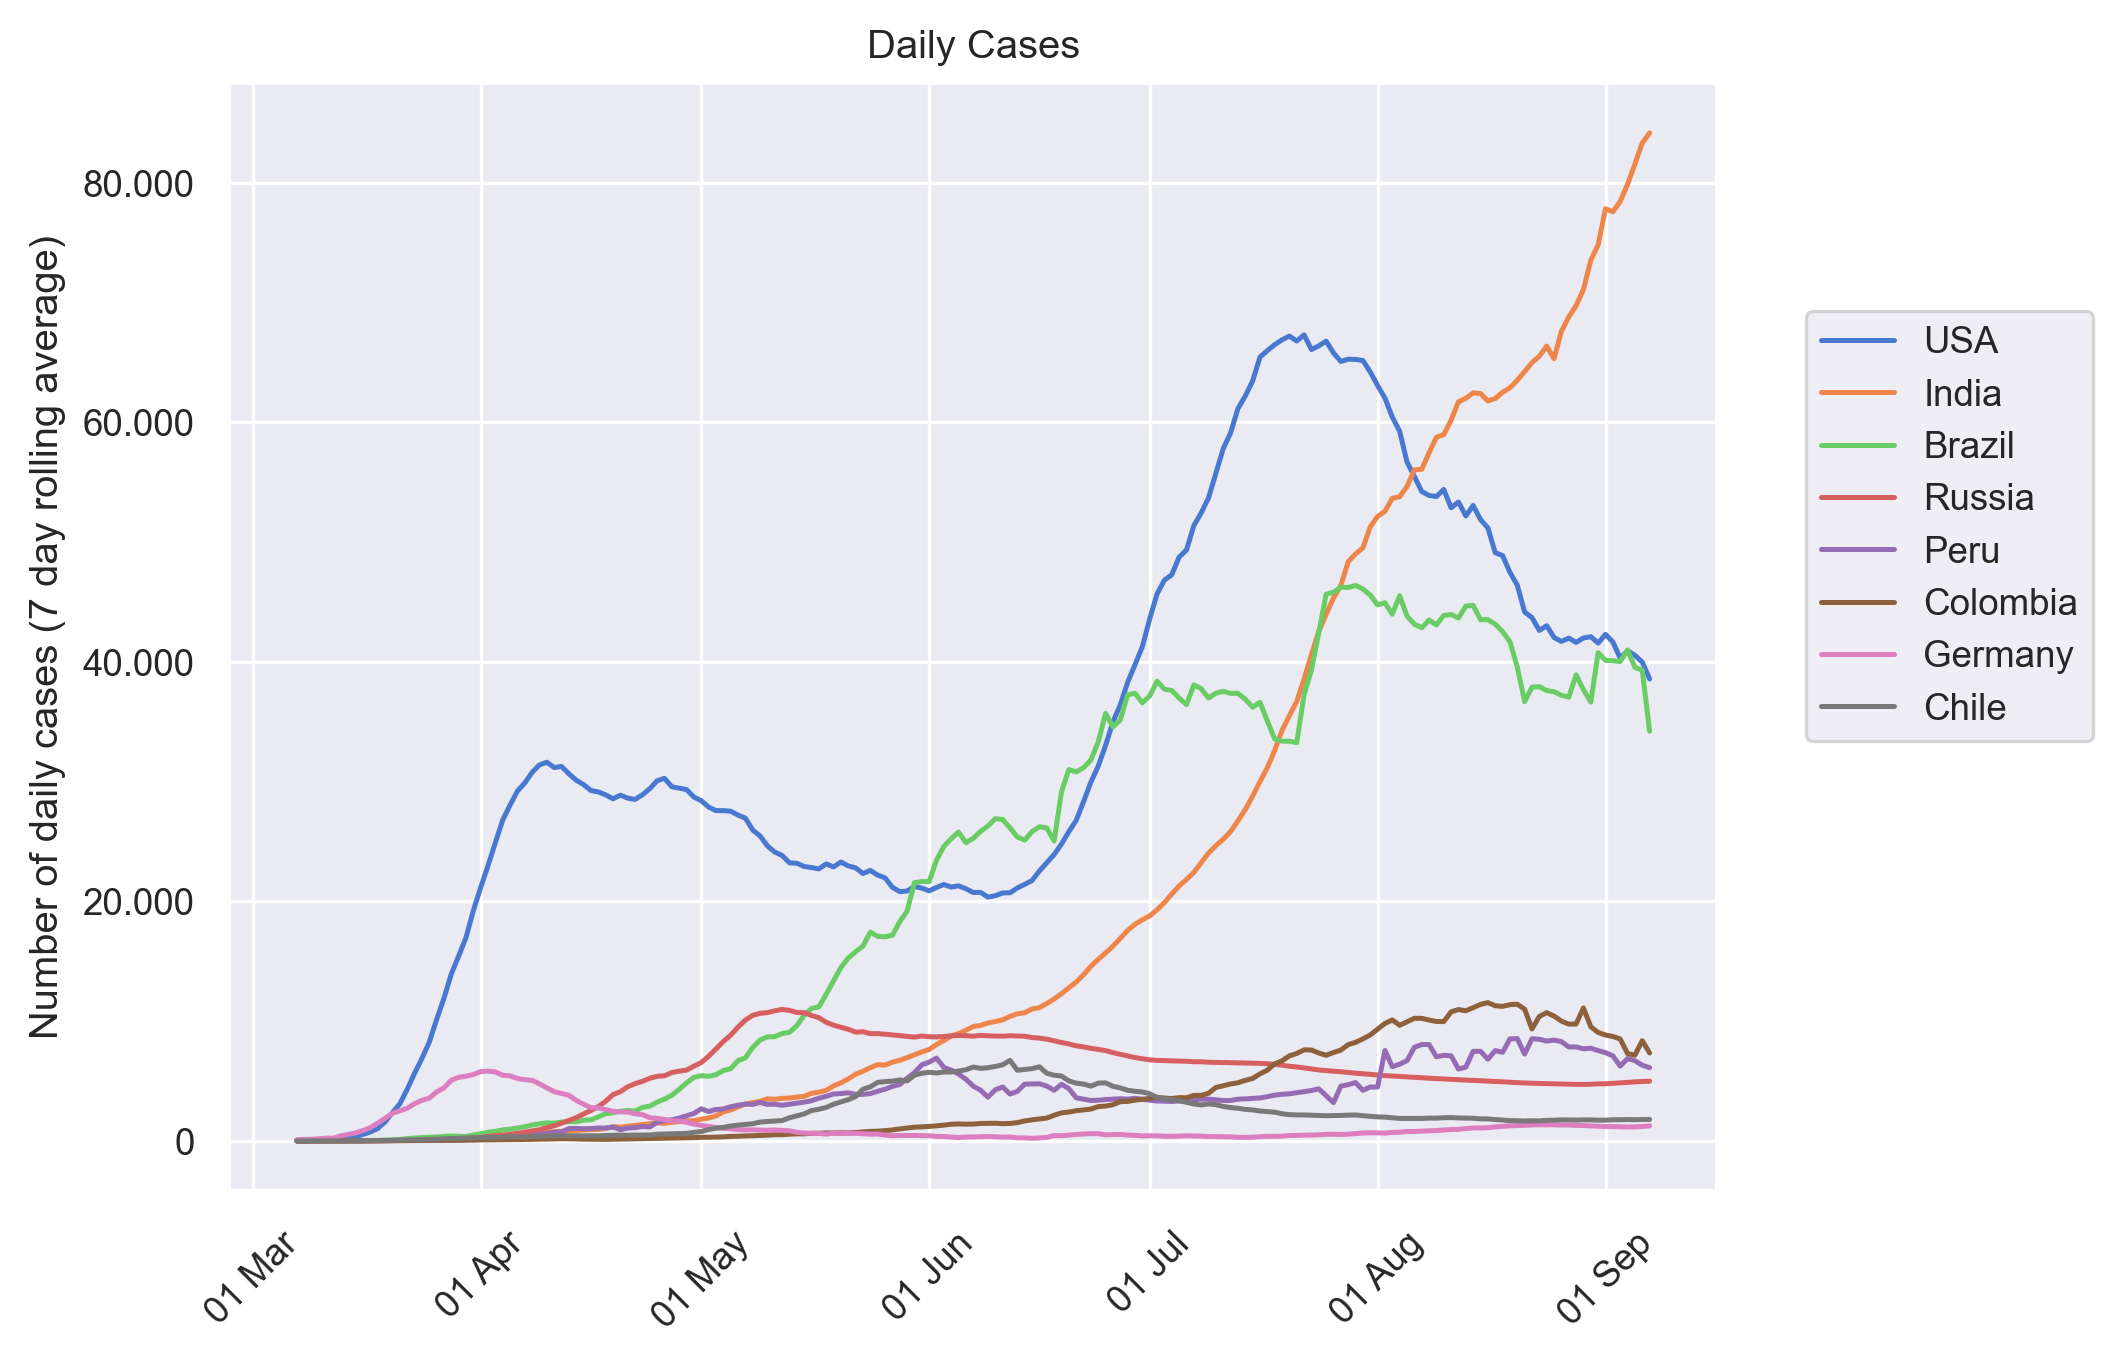 Daily Cases
Number of daily cases (7 day rolling average)
80.000
60.000
40.000
20.000
0
01 Mar
01 Apr
01 May
01 Jun
01 Jul
01 Aug
01 Sep
USA
India
Brazil
Russia
Peru
Colombia
Germany
Chile